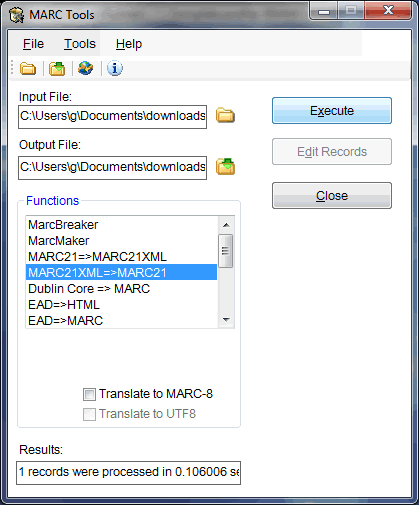 MARC Tools
File Tools Help
Input File:
C:\Users\g\Documents\downloads
Execute
Output File:
Edit Records
C:\Users\g\Documents\downloads
Close
Functions
MarcBreaker
MarcMaker
MARC21=>MARC21XML
MARC21XML=>MARC21
Dublin Core => MARC
EAD=>HTML
EAD=>MARC
Translate to MARC-8
Translate to UTF8
Results:
1 records were processed in 0.106006 se